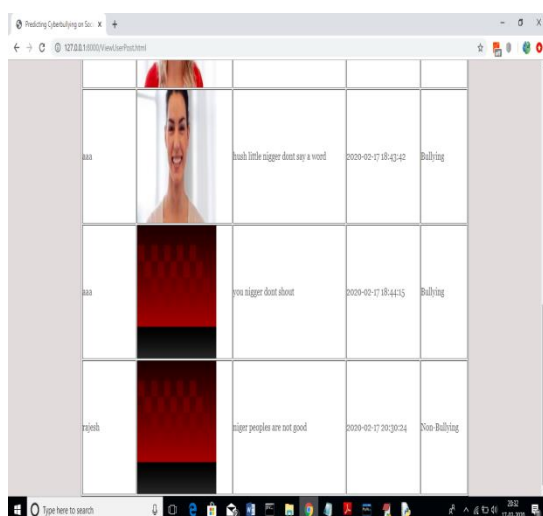 Predicting Cyberbullying on Soc
127.0.0.1:8000/ViewUserPost.html
aaa hush little nigger dont say a word 2020-02-17 18:43:42 Bullying
aaa you nigger dont shout 2020-02-17 18:44:15 Bullying
rajesh niger peoples are not good 2020-02-17 20:30:24 Non-Bullying
Type here to search
20:32